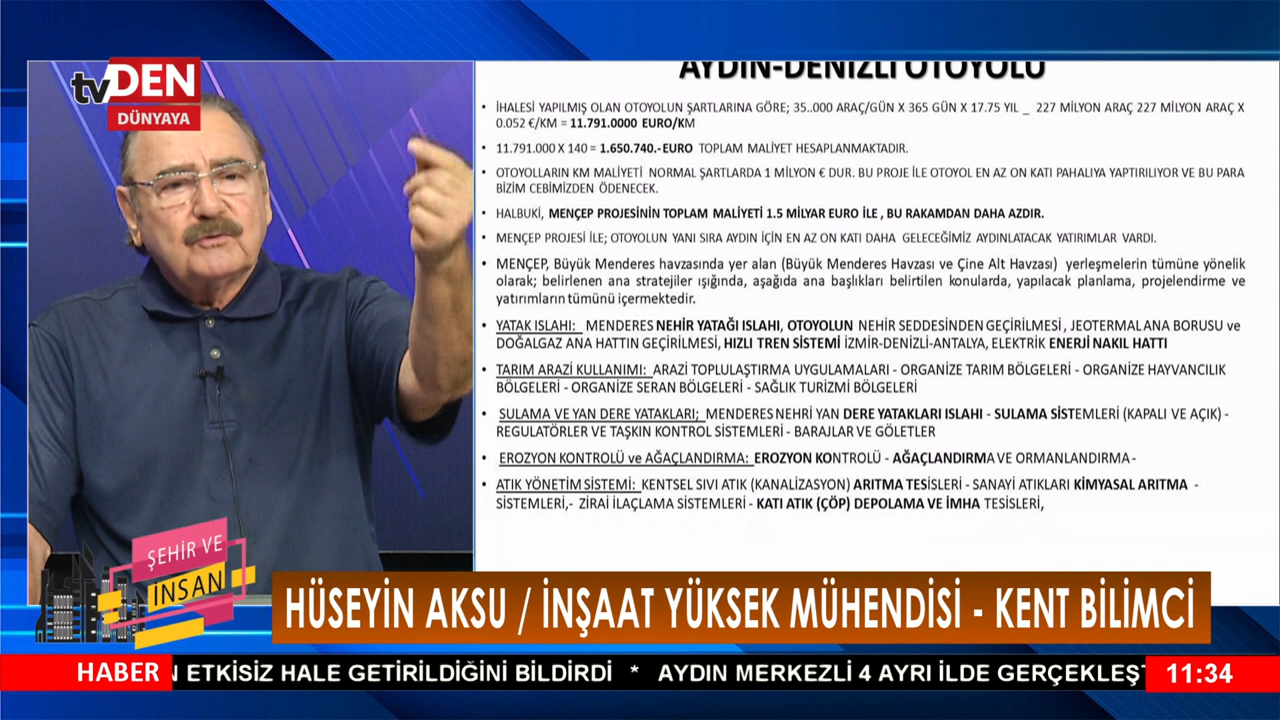 tvDEN
DÜNYAYA
AYDIN-DENİZLİ OTOYOLU
• İHALESİ YAPILMIŞ OLAN OTOYOLUN ŞARTLARINA GÖRE; 35..000 ARAÇ/GÜN X 365 GÜN X 17.75 YIL _ 227 MİLYON ARAÇ 227 MİLYON ARAÇ X
0.052 €/KM = 11.791.0000 EURO/KM
• 11.791.000 X 140 = 1.650.740.-EURO TOPLAM MALİYET HESAPLANMAKTADIR.
• OTOYOLLARIN KM MALİYETİ NORMAL ŞARTLARDA 1 MİLYON € DUR. BU PROJE İLE OTOYOL EN AZ ON KATI PAHALIYA YAPTIRILIYOR VE BU PARA
BİZİM CEBİMİZDEN ÖDENECEK.
• HALBUKİ, MENÇEP PROJESİNİN TOPLAM MALİYETİ 1.5 MİLYAR EURO İLE , BU RAKAMDAN DAHA AZDIR.
• MENÇEP PROJESİ İLE; OTOYOLUN YANI SIRA AYDIN İÇİN EN AZ ON KATI DAHA GELECEĞİMİZ AYDINLATACAK YATIRIMLAR VARDI.
• MENÇEP, Büyük Menderes havzasında yer alan (Büyük Menderes Havzası ve Çine Alt Havzası) yerleşmelerin tümüne yönelik
olarak; belirlenen ana stratejiler ışığında, aşağıda ana başlıkları belirtilen konularda, yapılacak planlama, projelendirme ve
yatırımların tümünü içermektedir.
• YATAK ISLAHI: MENDERES NEHİR YATAĞI ISLAHI, OTOYOLUN NEHİR SEDDESİNDEN GEÇİRİLMESİ , JEOTERMAL ANA BORUSU ve
DOĞALGAZ ANA HATTIN GEÇİRİLMESİ, HIZLI TREN SİSTEMİ İZMİR-DENİZLİ-ANTALYA, ELEKTRİK ENERJİ NAKIL HATTI
• TARIM ARAZİ KULLANIMI: ARAZİ TOPLULAŞTIRMA UYGULAMALARI - ORGANİZE TARIM BÖLGELERİ - ORGANİZE HAYVANCILIK
BÖLGELERİ - ORGANİZE SERAN BÖLGELERİ - SAĞLIK TURİZMİ BÖLGELERİ
• SULAMA VE YAN DERE YATAKLARI; MENDERES NEHRİ YAN DERE YATAKLARI ISLAHI - SULAMA SİSTEMLERİ (KAPALI VE AÇIK) -
REGULATÖRLER VE TAŞKIN KONTROL SİSTEMLERİ - BARAJLAR VE GÖLETLER
• EROZYON KONTROLÜ ve AĞAÇLANDIRMA: EROZYON KONTROLÜ - AĞAÇLANDIRMA VE ORMANLANDIRMA -
• ATIK YÖNETİM SİSTEMİ: KENTSEL SIVI ATIK (KANALİZASYON) ARITMA TESİSLERİ - SANAYİ ATIKLARI KİMYASAL ARITMA -
SİSTEMLERİ,- ZİRAİ İLAÇLAMA SİSTEMLERİ - KATI ATIK (ÇÖP) DEPOLAMA VE İMHA TESİSLERİ,
ŞEHİR VE
İNSAN
HÜSEYİN AKSU / İNŞAAT YÜKSEK MÜHENDİSİ - KENT BİLİMCİ
HABER
N ETKİSİZ HALE GETİRİLDİĞİNİ BİLDİRDİ * AYDIN MERKEZLİ 4 AYRI İLDE GERÇEKLEŞT
11:34